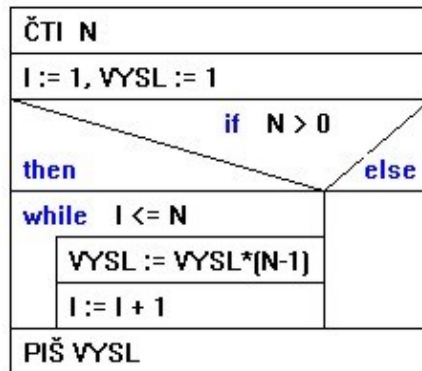 ČTI N
I := 1, VYSL := 1
if N > 0
then else
while I <= N
VYSL := VYSL*(N-1)
I := I + 1
PIŠ VYSL